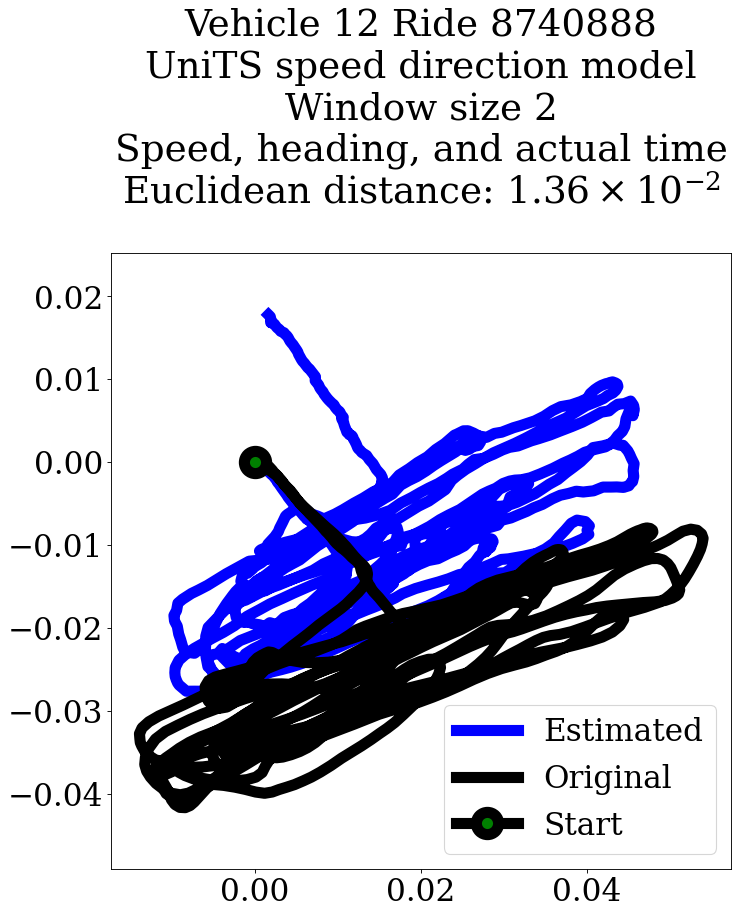 Vehicle 12 Ride 8740888
UniTS speed direction model
Window size 2
Speed, heading, and actual time
Euclidean distance: 1.36 × 10⁻²
0.02
0.01
0.00
−0.01
−0.02
−0.03
−0.04
0.00 0.02 0.04
Estimated
Original
Start